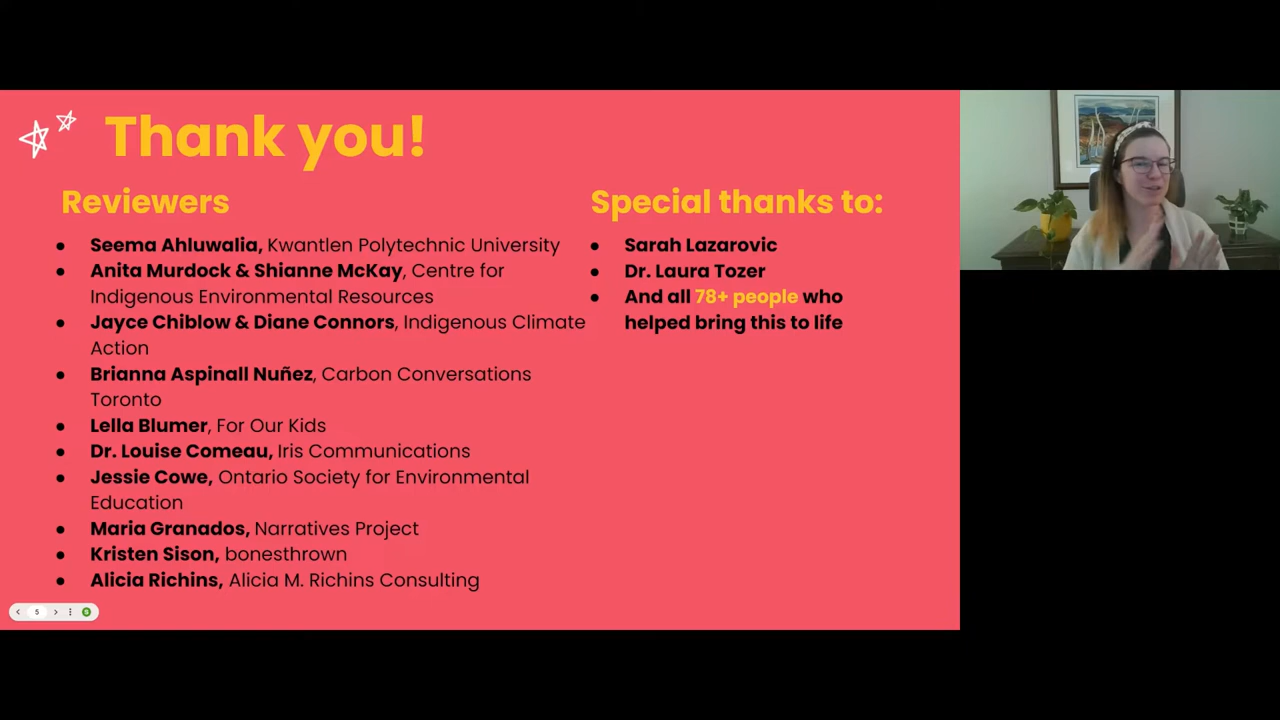 Thank you!
Reviewers
● Seema Ahluwalia, Kwantlen Polytechnic University
● Anita Murdock & Shianne McKay, Centre for
Indigenous Environmental Resources
● Jayce Chiblow & Diane Connors, Indigenous Climate
Action
● Brianna Aspinall Nuñez, Carbon Conversations
Toronto
● Lella Blumer, For Our Kids
● Dr. Louise Comeau, Iris Communications
● Jessie Cowe, Ontario Society for Environmental
Education
● Maria Granados, Narratives Project
● Kristen Sison, bonesthrown
● Alicia Richins, Alicia M. Richins Consulting
Special thanks to:
● Sarah Lazarovic
● Dr. Laura Tozer
● And all 78+ people who
helped bring this to life
5